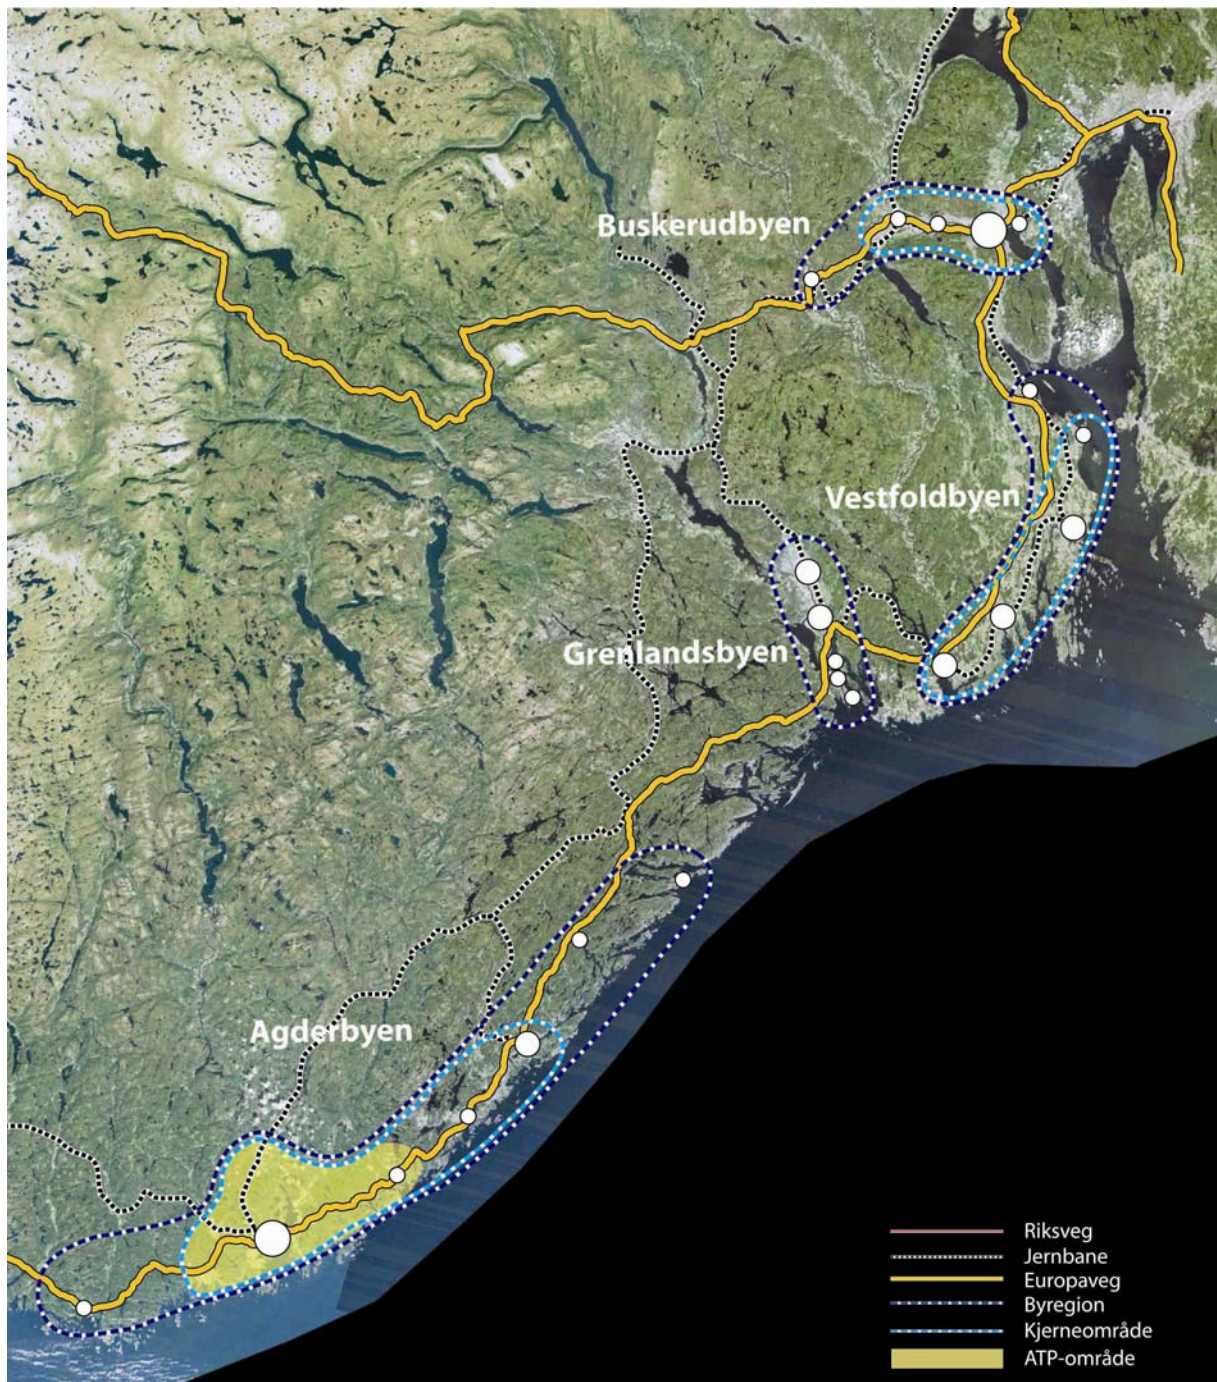 Buskerudbyen
Vestfoldbyen
Grenlandsbyen
Agderbyen
Riksveg
Jernbane
Europaveg
Byregion
Kjerneområde
ATP-område